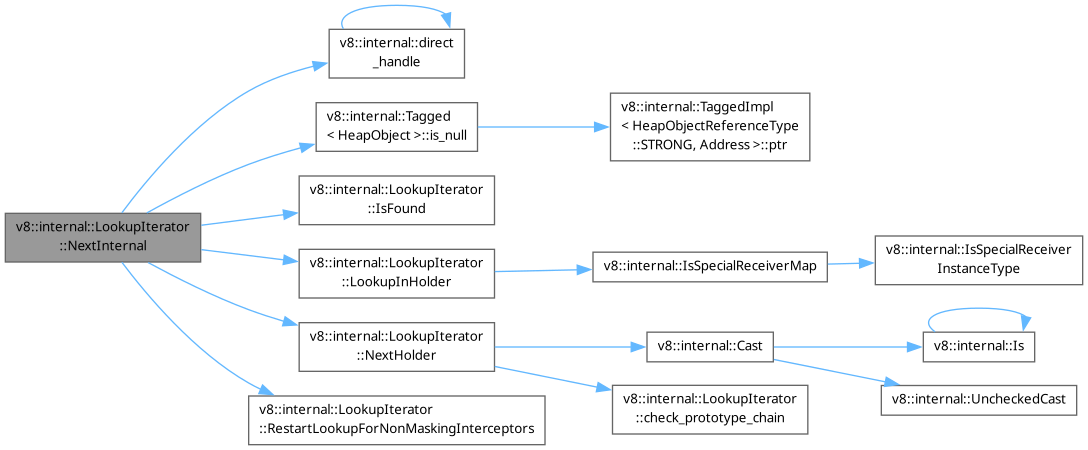 v8::internal::direct
_handle
v8::internal::Tagged
< HeapObject >::is_null
v8::internal::TaggedImpl
< HeapObjectReferenceType
::STRONG, Address >::ptr
v8::internal::LookupIterator
::IsFound
v8::internal::LookupIterator
::NextInternal
v8::internal::LookupIterator
::LookupInHolder
v8::internal::IsSpecialReceiverMap
v8::internal::IsSpecialReceiver
InstanceType
v8::internal::LookupIterator
::NextHolder
v8::internal::Cast
v8::internal::Is
v8::internal::UncheckedCast
v8::internal::LookupIterator
::check_prototype_chain
v8::internal::LookupIterator
::RestartLookupForNonMaskingInterceptors